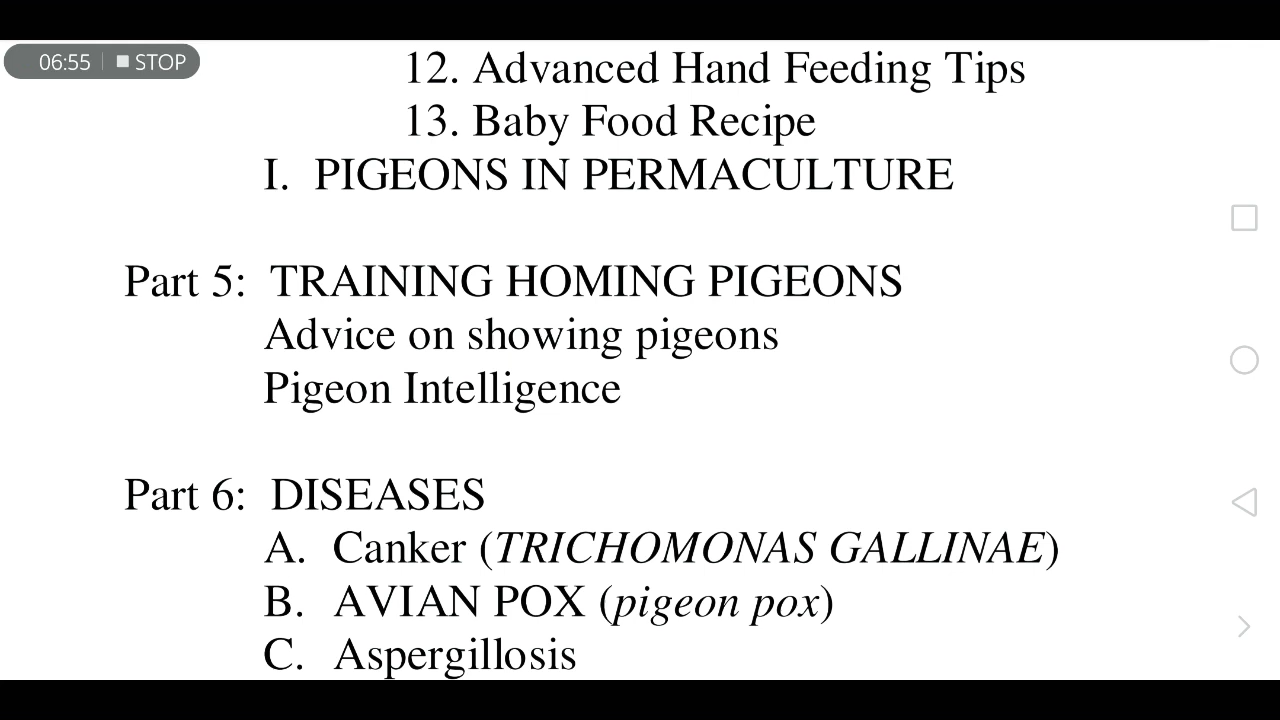 06:55 STOP
12. Advanced Hand Feeding Tips
13. Baby Food Recipe
I. PIGEONS IN PERMACULTURE
Part 5: TRAINING HOMING PIGEONS
Advice on showing pigeons
Pigeon Intelligence
Part 6: DISEASES
A. Canker (TRICHOMONAS GALLINAE)
B. AVIAN POX (pigeon pox)
C. Aspergillosis